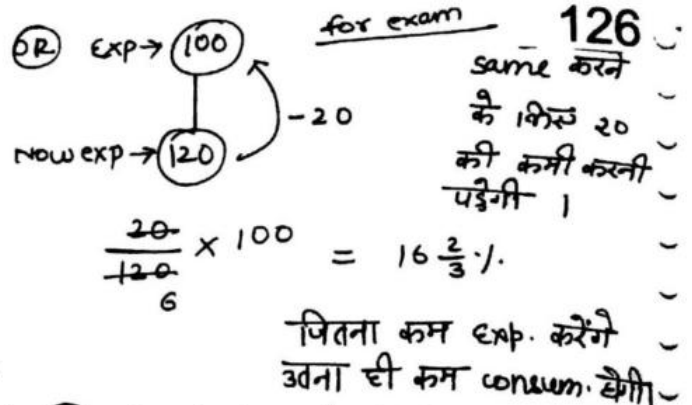 126
OR Exp→ 100 for exam
same करने
के लिए 20
की कमी करनी
पड़ेगी ।
-20
Now exp → 120
20/120 6 × 100 = 16 2/3 %.
जितना कम Exp. करेंगे
उतना ही कम consum. होगी।